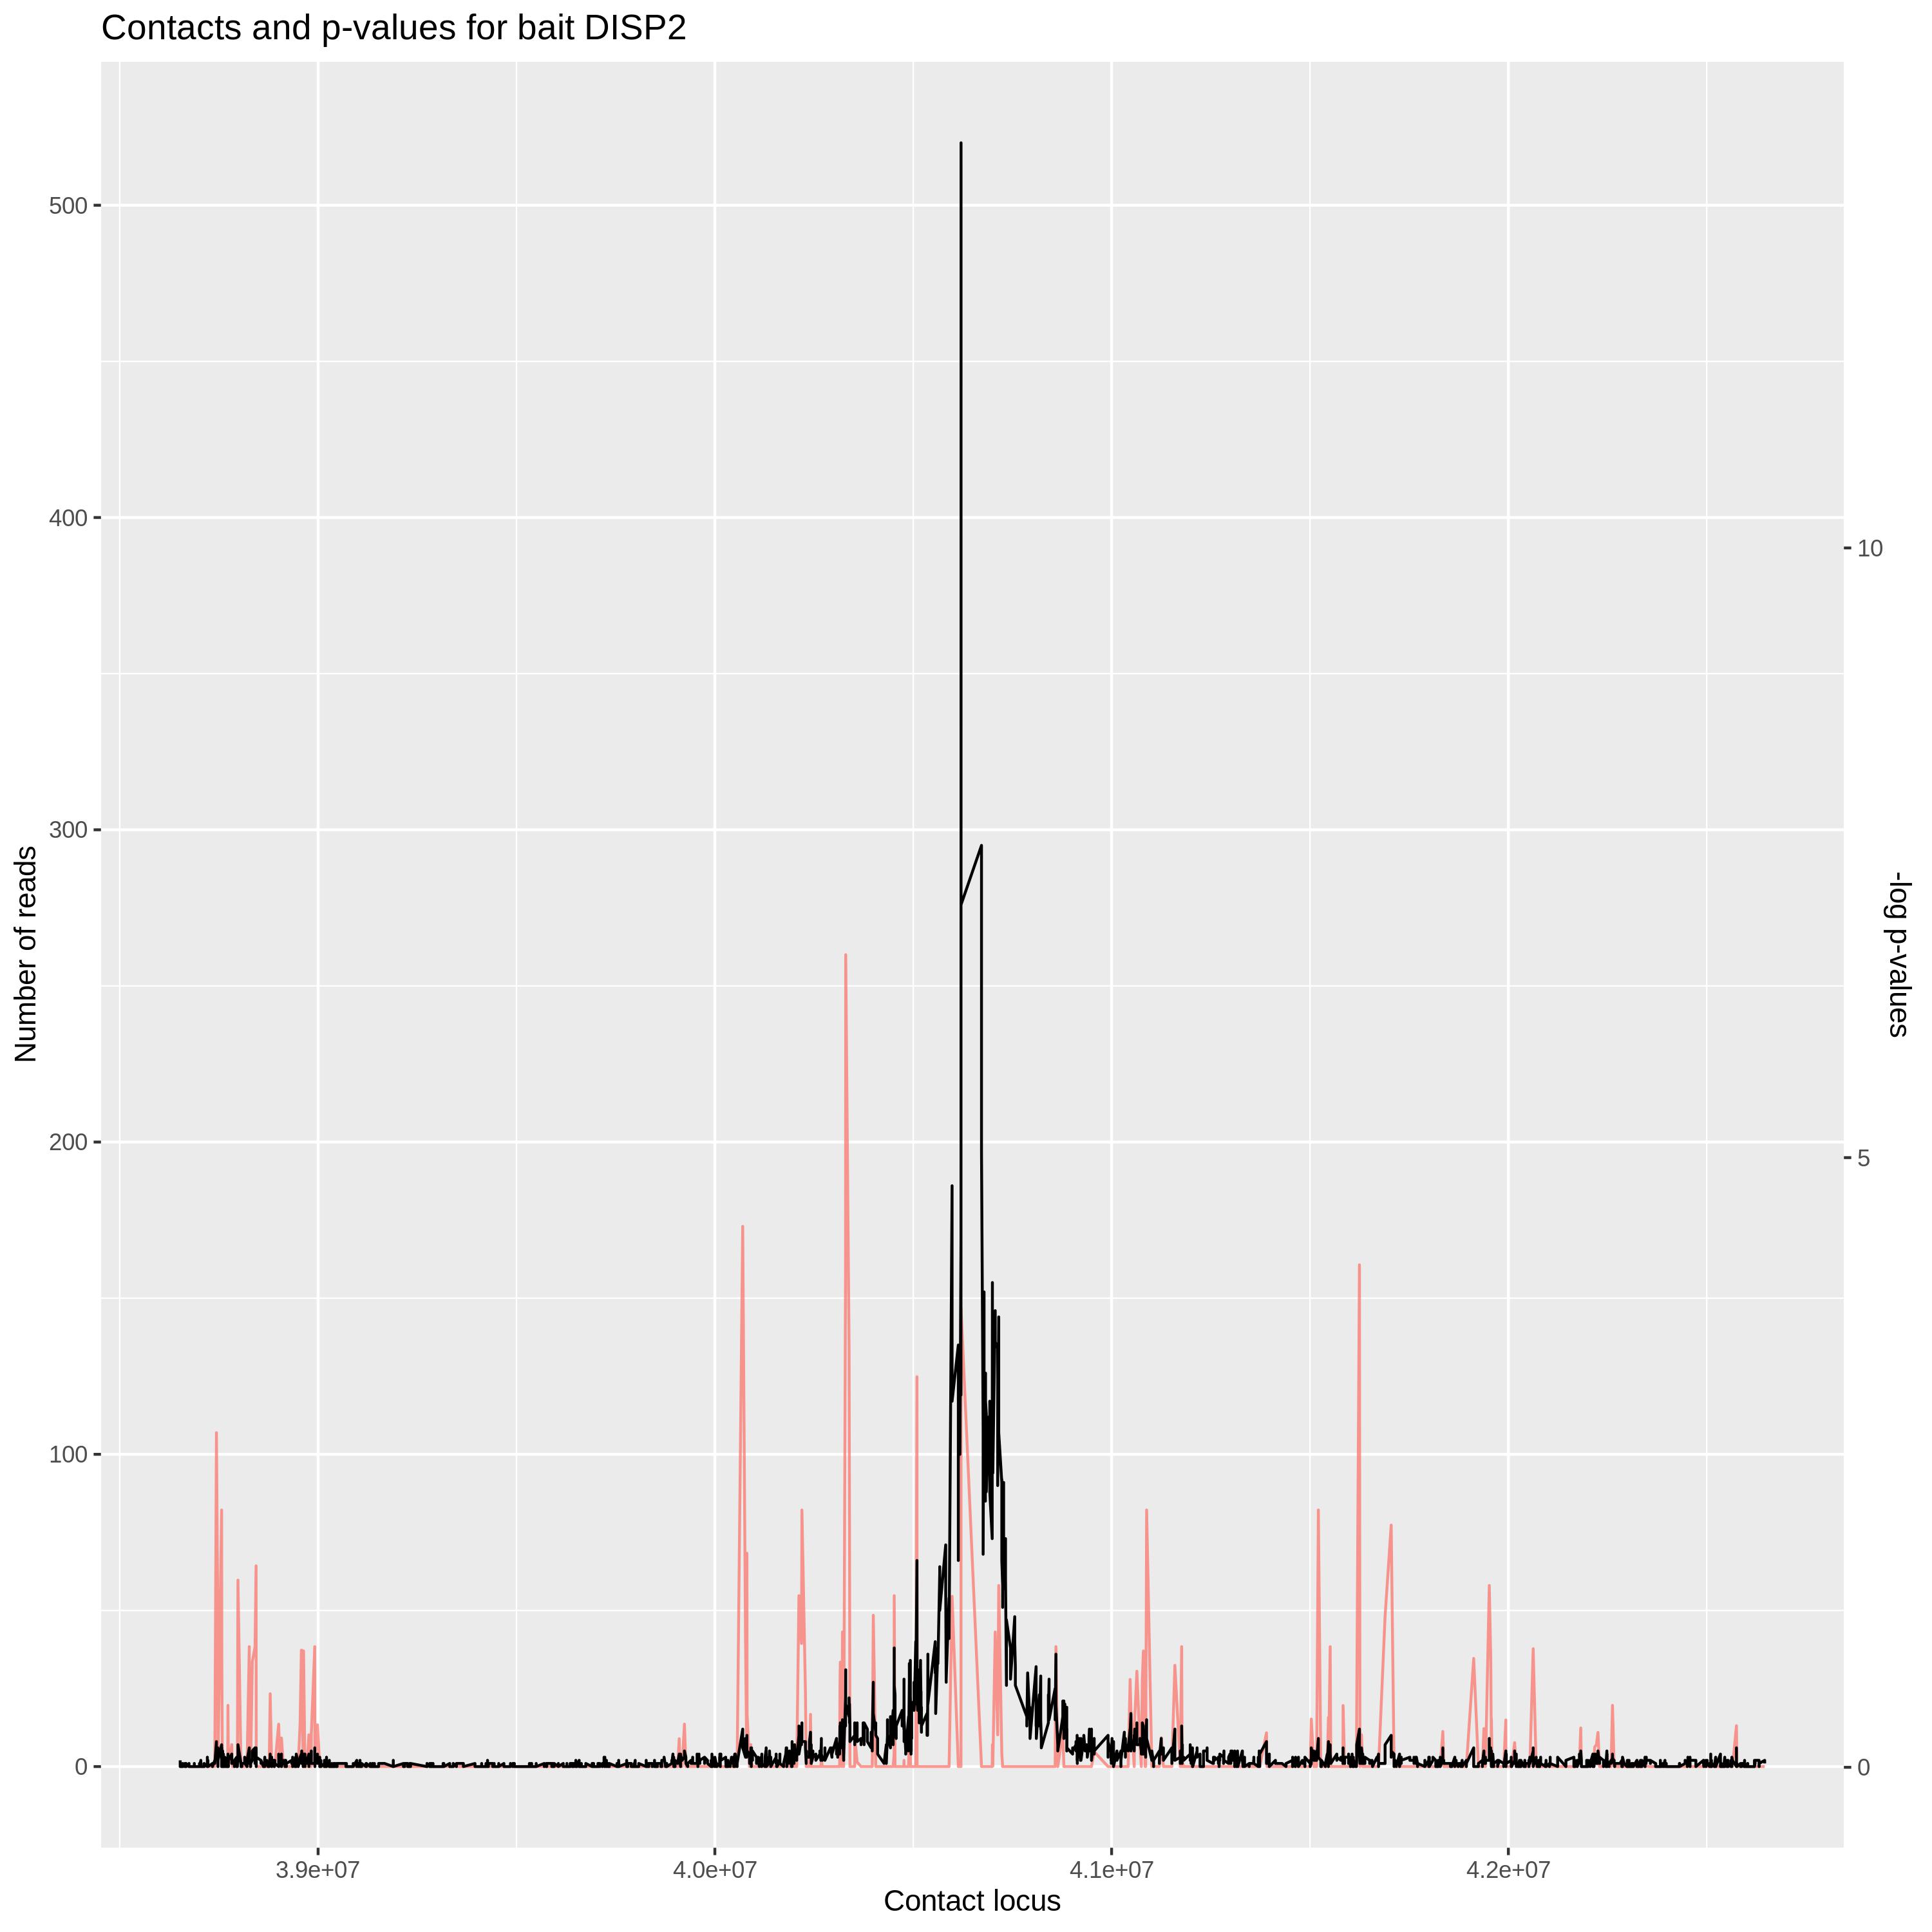 Contacts and p-values for bait DISP2
500
400
300
200
100
0
Number of reads
10
5
0
-log p-values
3.9e+07
4.0e+07
4.1e+07
4.2e+07
Contact locus